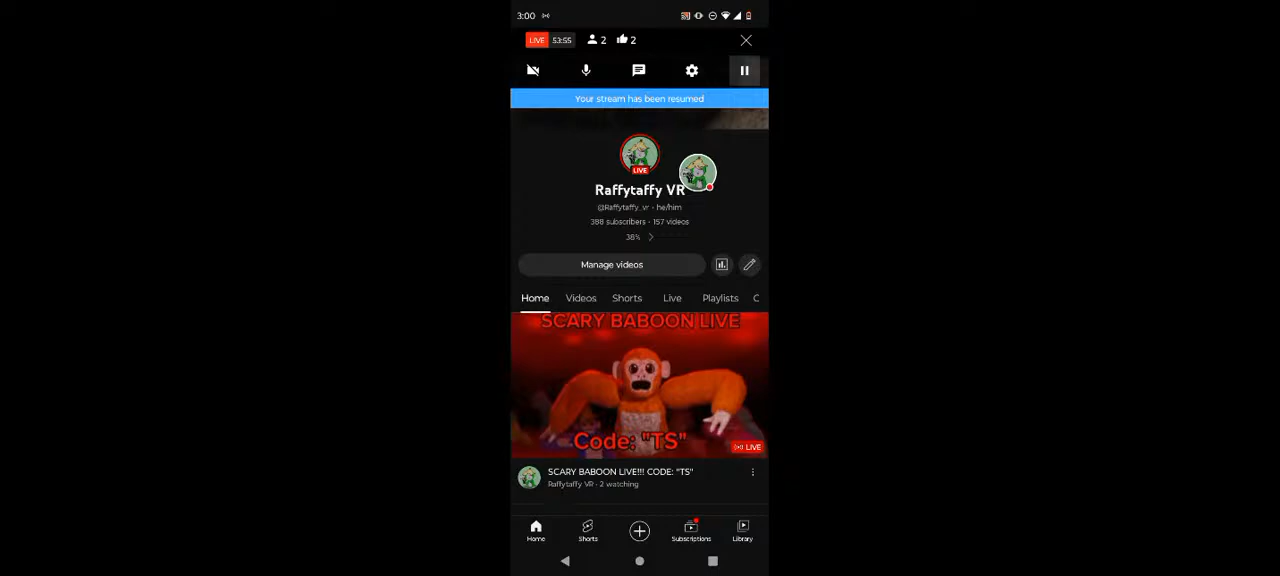 3:00
LIVE 53:55 2 2
Your stream has been resumed
LIVE
Raffytaffy VR
@Raffytaffy_vr · he/him
388 subscribers · 157 videos
38%
Manage videos
Home Videos Shorts Live Playlists C
SCARY BABOON LIVE
Code: "TS"
LIVE
SCARY BABOON LIVE!!! CODE: "TS"
Raffytaffy VR · 2 watching
Home Shorts Subscriptions Library